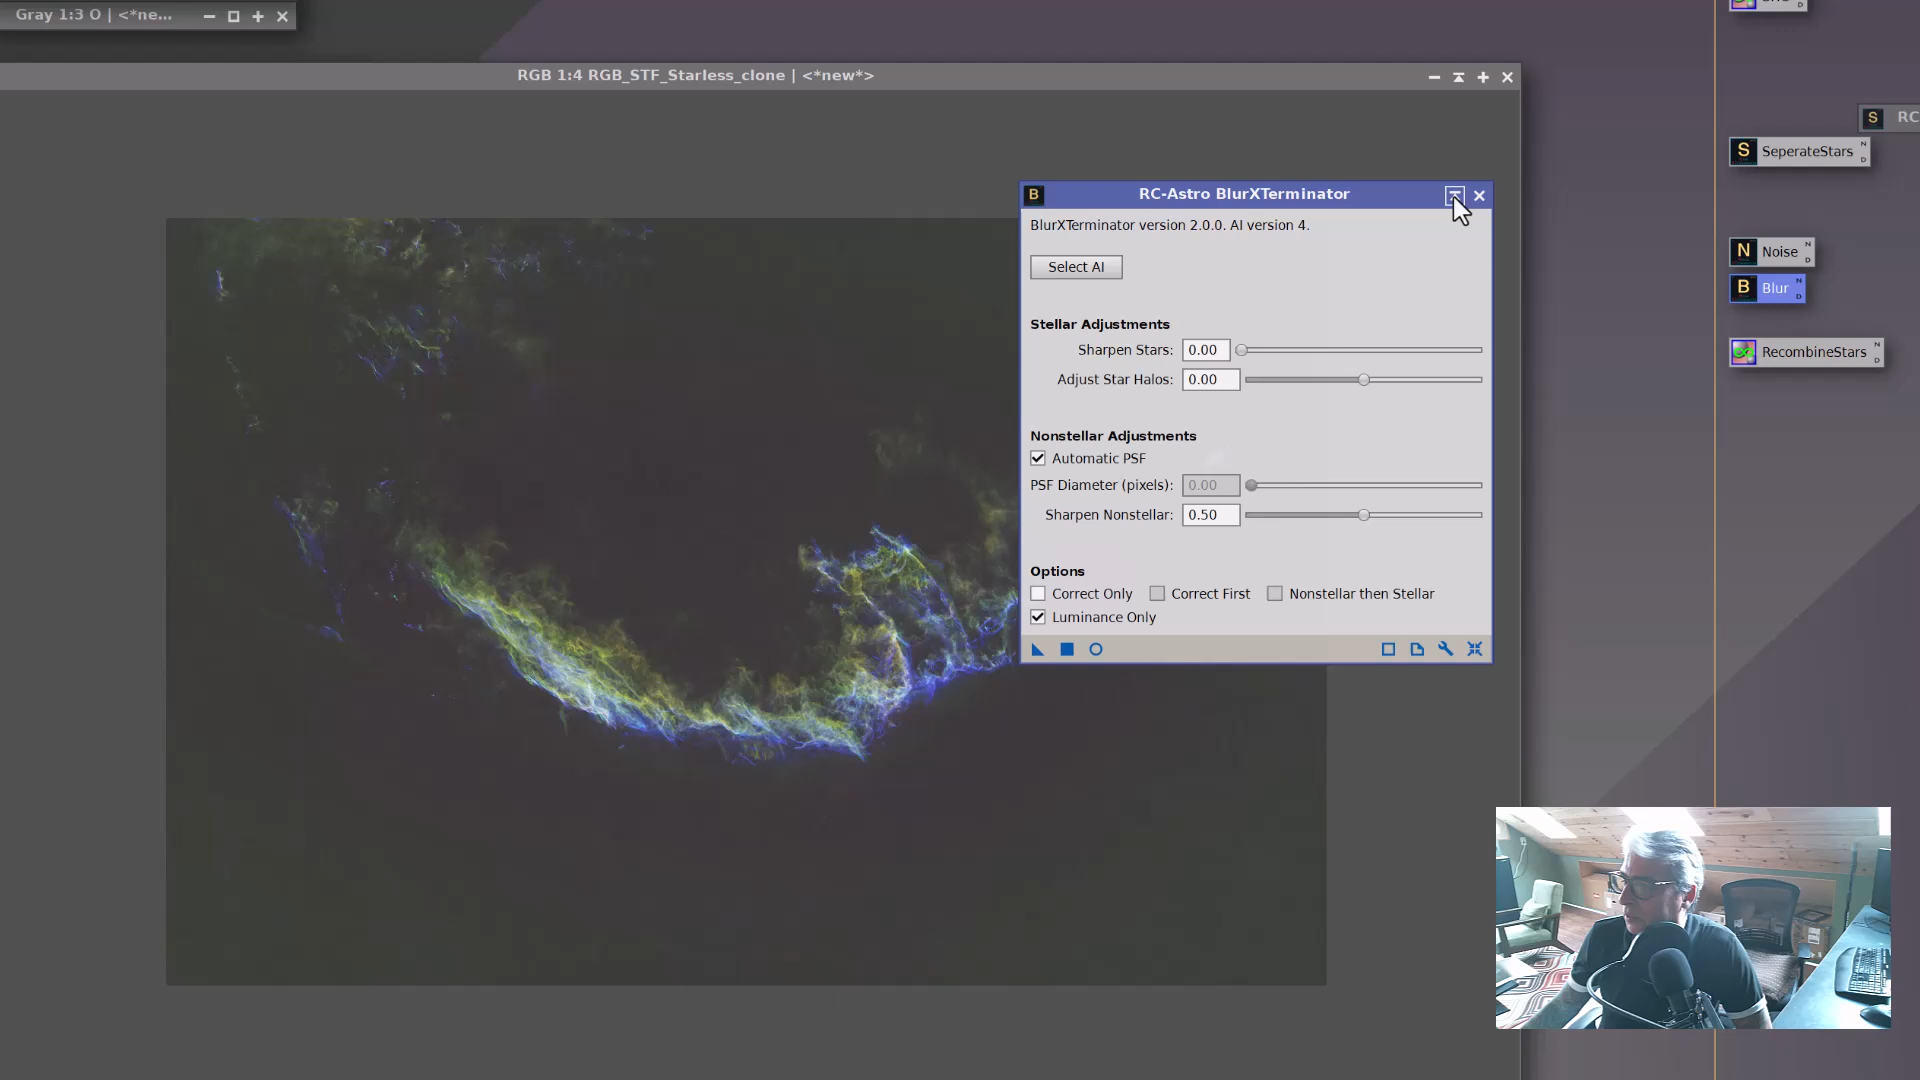 Gray 1:3 O | <*ne...
RGB 1:4 RGB_STF_Starless_clone | <*new*>
S RC
S SeperateStars N D
B RC-Astro BlurXTerminator
BlurXTerminator version 2.0.0. AI version 4.
Select AI
N Noise N D
B Blur N D
Stellar Adjustments
Sharpen Stars: 0.00
RecombineStars N D
Adjust Star Halos: 0.00
Nonstellar Adjustments
Automatic PSF
PSF Diameter (pixels): 0.00
Sharpen Nonstellar: 0.50
Options
Correct Only Correct First Nonstellar then Stellar
Luminance Only